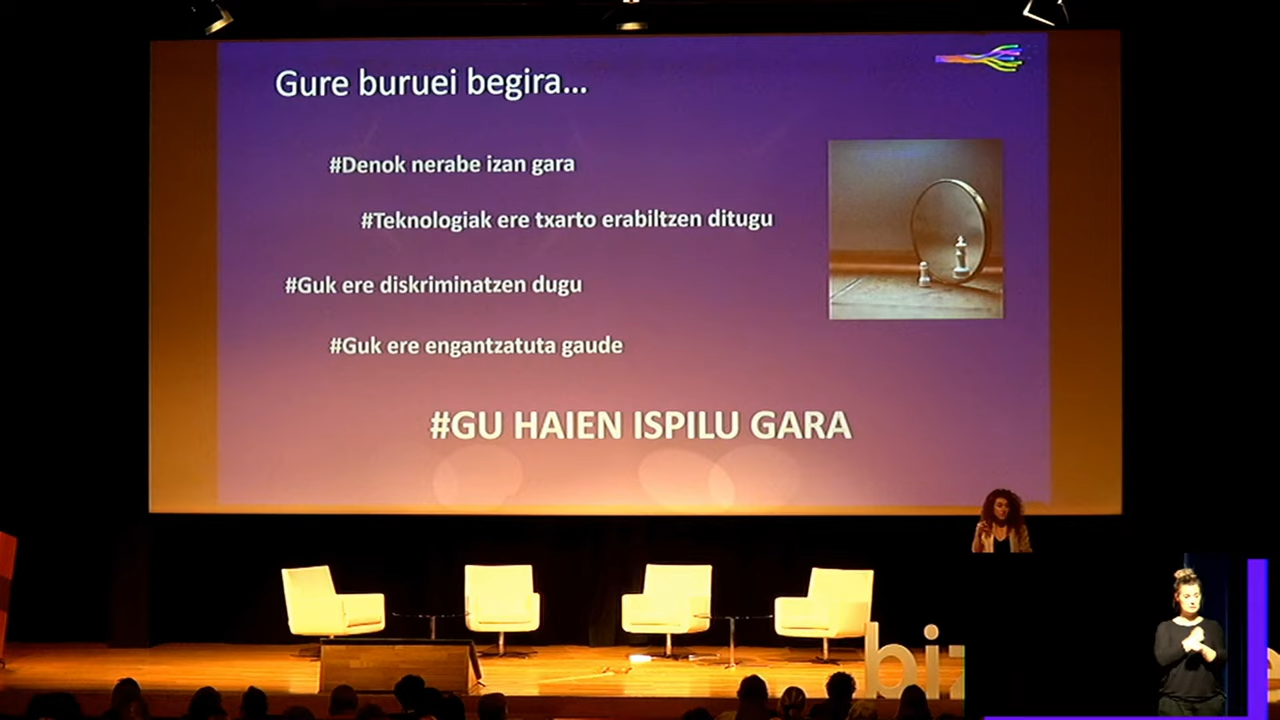 Gure buruei begira...
#Denok nerabe izan gara
#Teknologiak ere txarto erabiltzen ditugu
#Guk ere diskriminatzen dugu
#Guk ere engantzatuta gaude
#GU HAIEN ISPILU GARA